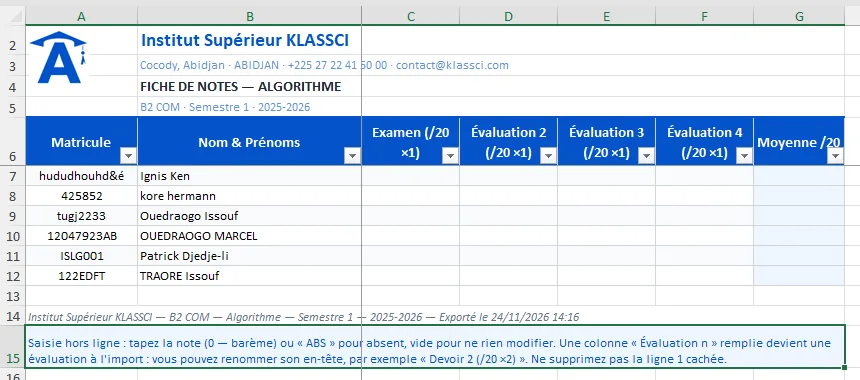 A B C D E F G
2 Institut Supérieur KLASSCI
3 Cocody, Abidjan · ABIDJAN · +225 27 22 41 50 00 · contact@klassci.com
4 FICHE DE NOTES — ALGORITHME
5 B2 COM · Semestre 1 · 2025-2026
6 Matricule Nom & Prénoms Examen (/20 ×1) Évaluation 2 (/20 ×1) Évaluation 3 (/20 ×1) Évaluation 4 (/20 ×1) Moyenne /20
7 hududhouhd&é Ignis Ken
8 425852 kore hermann
9 tugj2233 Ouedraogo Issouf
10 12047923AB OUEDRAOGO MARCEL
11 ISLG001 Patrick Djedje-li
12 122EDFT TRAORE Issouf
13
14 Institut Supérieur KLASSCI — B2 COM — Algorithme — Semestre 1 — 2025-2026 — Exporté le 24/11/2026 14:16
Saisie hors ligne : tapez la note (0 — barème) ou « ABS » pour absent, vide pour ne rien modifier. Une colonne « Évaluation n » remplie devient une
15 évaluation à l'import : vous pouvez renommer son en-tête, par exemple « Devoir 2 (/20 ×2) ». Ne supprimez pas la ligne 1 cachée.
16